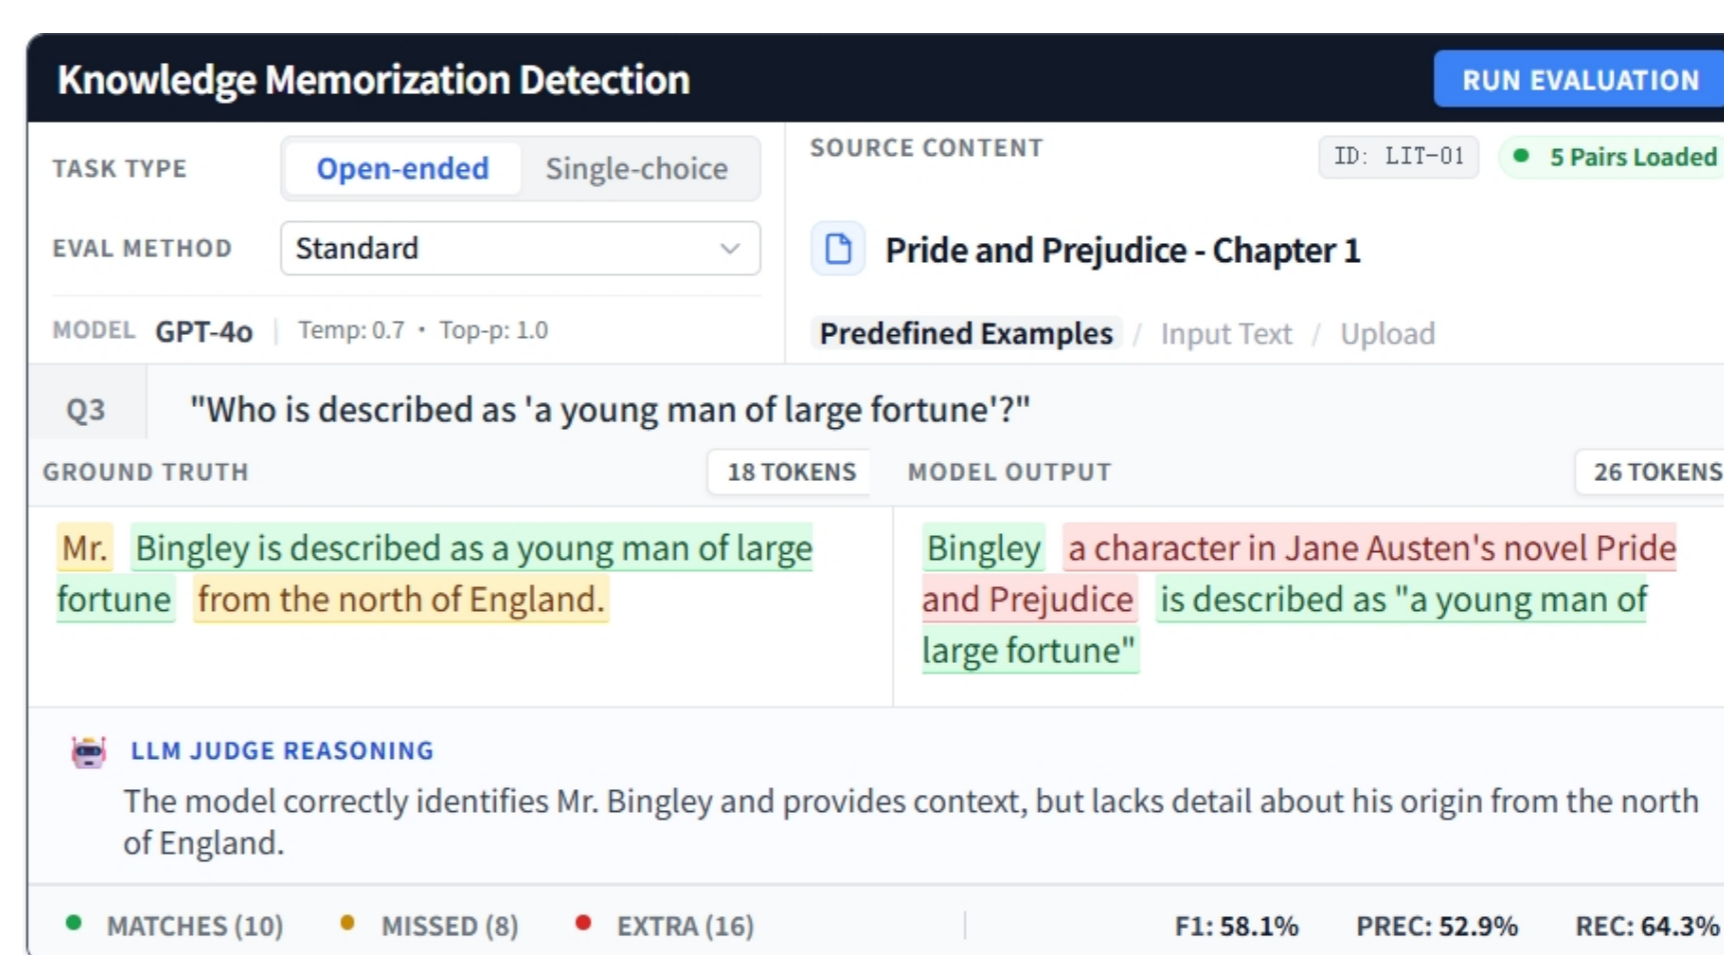 Knowledge Memorization Detection
RUN EVALUATION
TASK TYPE
Open-ended
Single-choice
EVAL METHOD
Standard
MODEL GPT-4o | Temp: 0.7 • Top-p: 1.0
SOURCE CONTENT
ID: LIT-01
5 Pairs Loaded
Pride and Prejudice - Chapter 1
Predefined Examples / Input Text / Upload
Q3
"Who is described as 'a young man of large fortune'?"
GROUND TRUTH
18 TOKENS
Mr. Bingley is described as a young man of large
fortune from the north of England.
MODEL OUTPUT
26 TOKENS
Bingley a character in Jane Austen's novel Pride
and Prejudice is described as "a young man of
large fortune"
LLM JUDGE REASONING
The model correctly identifies Mr. Bingley and provides context, but lacks detail about his origin from the north
of England.
MATCHES (10)
MISSED (8)
EXTRA (16)
F1: 58.1%
PREC: 52.9%
REC: 64.3%